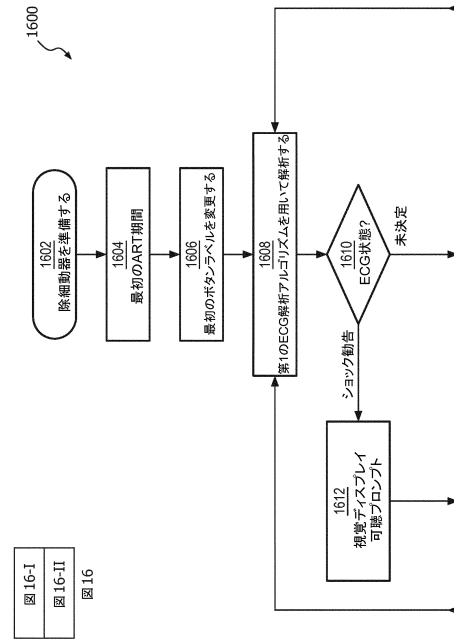 1600
1602
除細動器を準備する
1604
最初のART期間
1606
最初のボタンラベルを変更する
1608
第1のECG解析アルゴリズムを用いて解析する
1610
ECG状態?
ショック勧告
未決定
1612
視覚ディスプレイ
可聴プロンプト
図 16-I
図 16-II
図 16